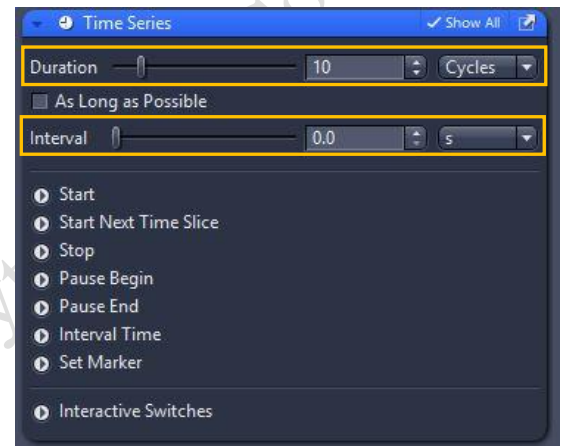 Time Series Show All
Duration 10 Cycles
As Long as Possible
Interval 0.0 s
Start
Start Next Time Slice
Stop
Pause Begin
Pause End
Interval Time
Set Marker
Interactive Switches